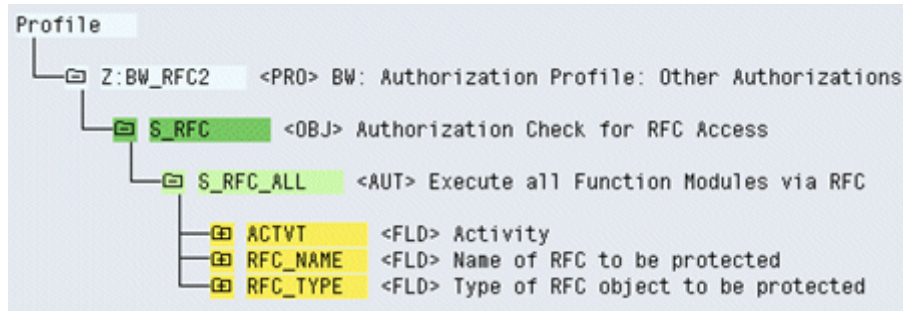 Profile
Z:BW_RFC2 <PRO> BW: Authorization Profile: Other Authorizations
S_RFC <OBJ> Authorization Check for RFC Access
S_RFC_ALL <AUT> Execute all Function Modules via RFC
ACTVT <FLD> Activity
RFC_NAME <FLD> Name of RFC to be protected
RFC_TYPE <FLD> Type of RFC object to be protected